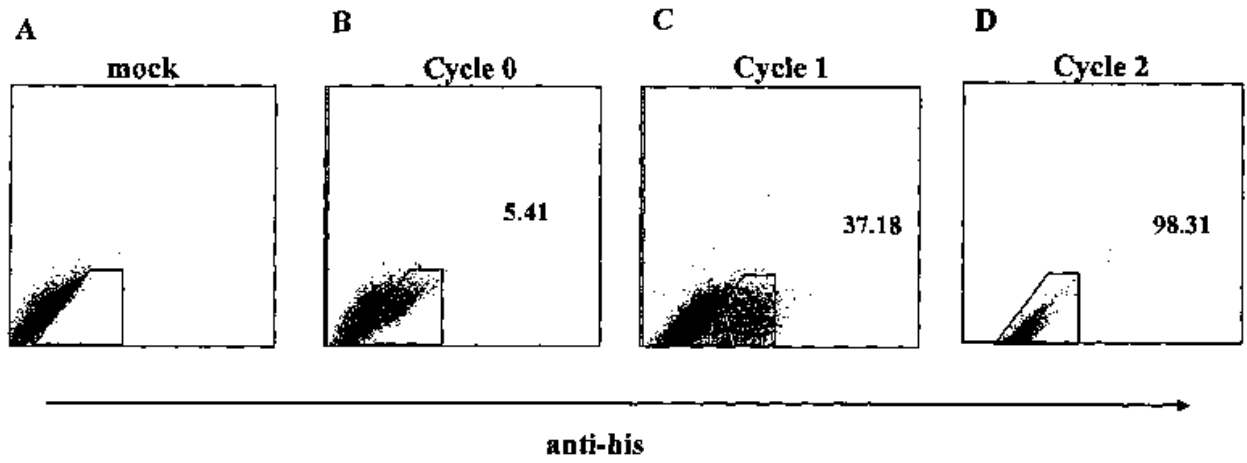 A
B
C
D
mock
Cycle 0
Cycle 1
Cycle 2
5.41
37.18
98.31
anti-his